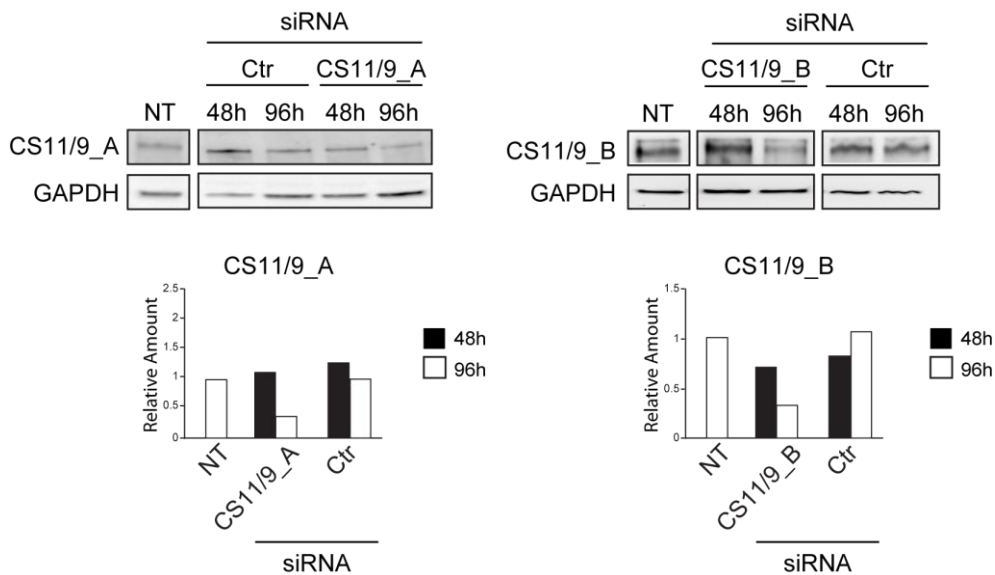 siRNA
Ctr CS11/9_A
NT 48h 96h 48h 96h
CS11/9_A
GAPDH
siRNA
CS11/9_B Ctr
NT 48h 96h 48h 96h
CS11/9_B
GAPDH
CS11/9_A
Relative Amount
2.5
2
1.5
1
0.5
0
NT
CS11/9_A
Ctr
siRNA
48h
96h
CS11/9_B
Relative Amount
1.5
1
0.5
0
NT
CS11/9_B
Ctr
siRNA
48h
96h